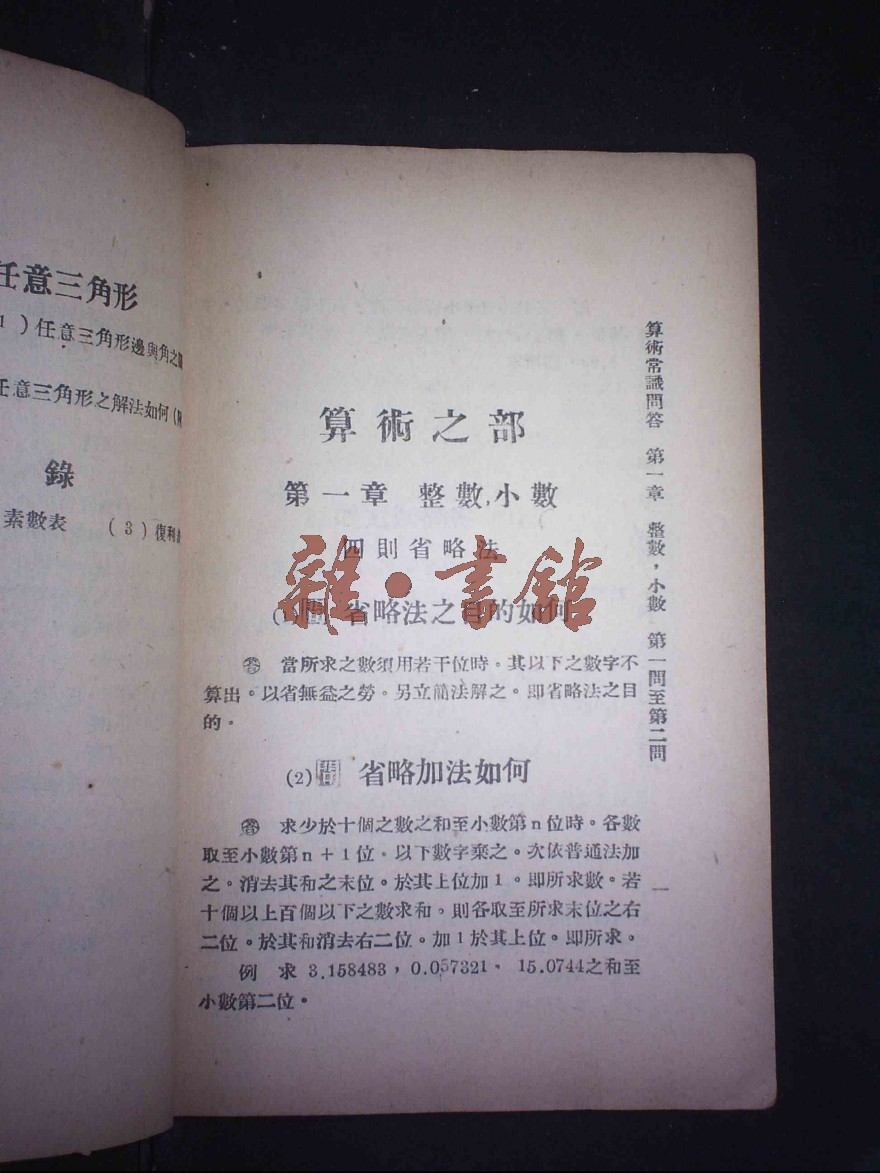 任意三角形
1）任意三角形邊與角之
任意三角形之解法如何（
錄
素數表 （3）復利
算術之部
第一章 整數，小數
四則省略法
雜·書館
(1)問 省略法之目的如何
答 當所求之數須用若干位時。其以下之數字不
算出。以省無益之勞。另立簡法解之。即省略法之目
的。
(2)問 省略加法如何
答 求少於十個之數之和至小數第n位時。各數
取至小數第n＋1位。以下數字棄之。次依普通法加
之。消去其和之末位。於其上位加1。即所求數。若
十個以上百個以下之數求和。則各取至所求末位之右
二位。於其和消去右二位。加1於其上位。即所求。
例 求3.158483，0.057321，15.0744之和至
小數第二位。
算術常識問答 第一章 整數，小數 第一問至第二問
一